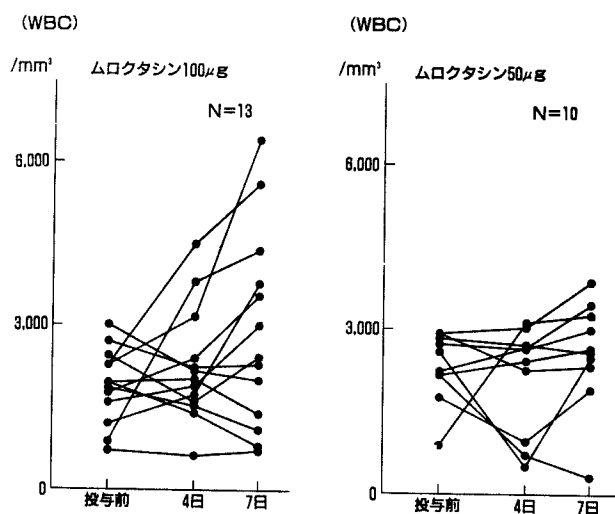 (WBC)
/mm³
ムロクタシン100μg
N=13
6,000
3,000
0
投与前
4日
7日
(WBC)
/mm³
ムロクタシン50μg
N=10
6,000
3,000
0
投与前
4日
7日